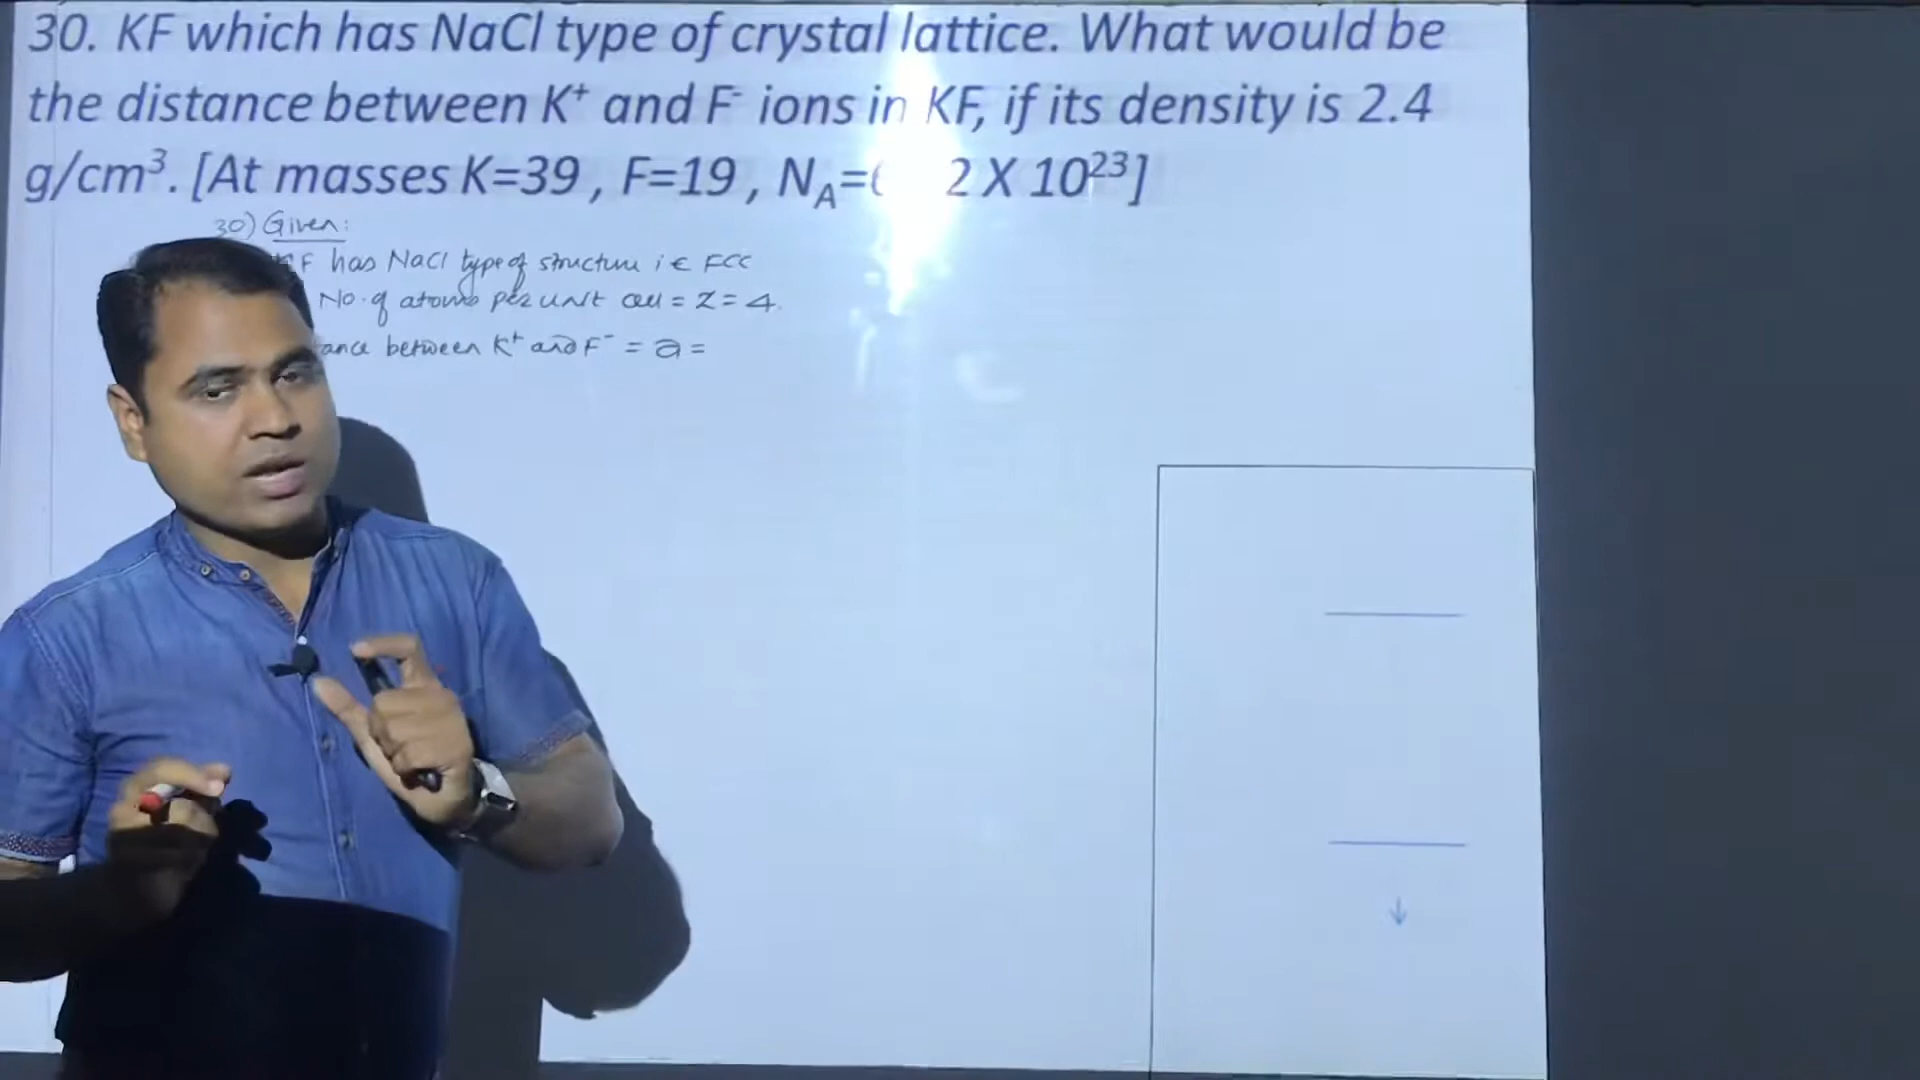 30. KF which has NaCl type of crystal lattice. What would be
the distance between K⁺ and F⁻ ions in KF, if its density is 2.4
g/cm³. [At masses K=39 , F=19 , N_A= 2 X 10²³]
30) Given:
F has NaCl type of structure i e FCC
No. of atoms per unit cell = Z = 4.
ance between K⁺ and F⁻ = a =